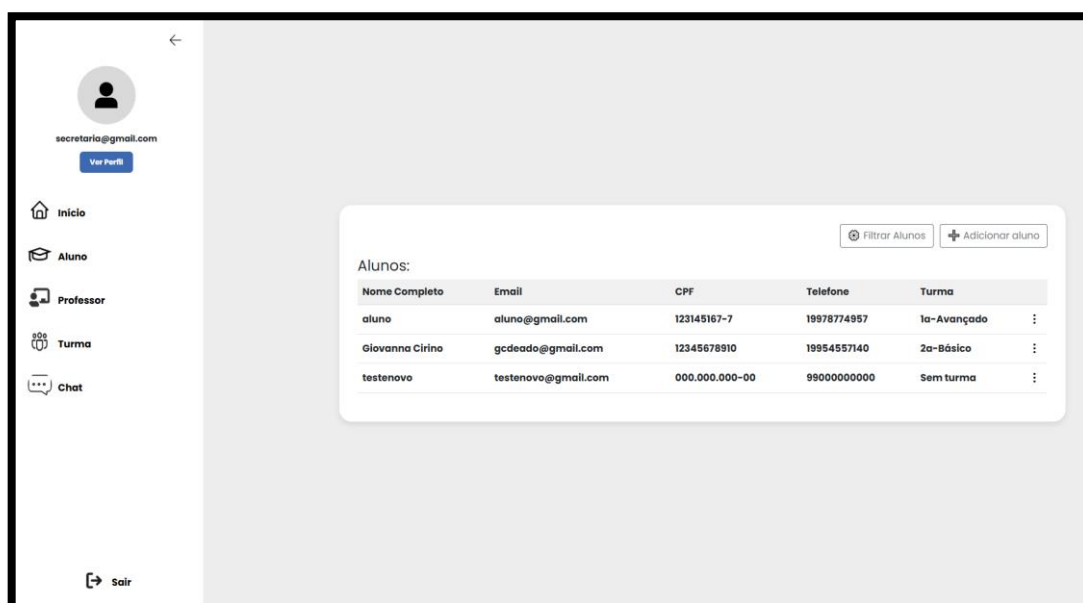 secretaria@gmail.com
Ver Perfil
Início
Aluno
Professor
Turma
Chat
Sair
Filtrar Alunos
Adicionar aluno
Alunos:
Nome Completo Email CPF Telefone Turma
aluno aluno@gmail.com 123145167-7 19978774957 1a-Avançado
Giovanna Cirino gcdeado@gmail.com 12345678910 19954557140 2a-Básico
testenovo testenovo@gmail.com 000.000.000-00 99000000000 Sem turma